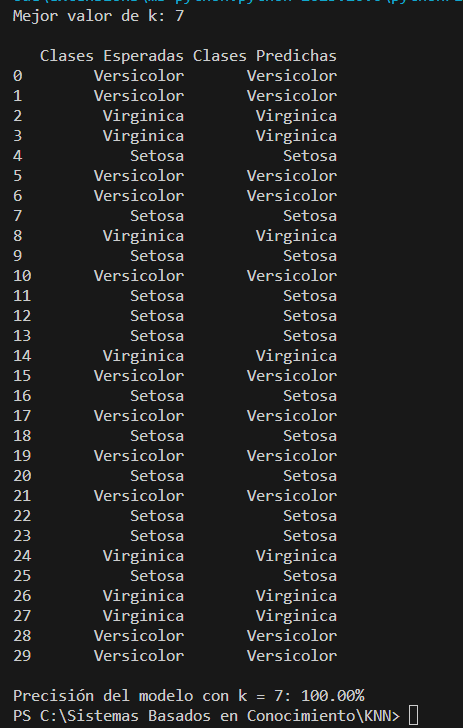 Mejor valor de k: 7
Clases Esperadas Clases Predichas
0 Versicolor Versicolor
1 Versicolor Versicolor
2 Virginica Virginica
3 Virginica Virginica
4 Setosa Setosa
5 Versicolor Versicolor
6 Versicolor Versicolor
7 Setosa Setosa
8 Virginica Virginica
9 Setosa Setosa
10 Versicolor Versicolor
11 Setosa Setosa
12 Setosa Setosa
13 Setosa Setosa
14 Virginica Virginica
15 Versicolor Versicolor
16 Setosa Setosa
17 Versicolor Versicolor
18 Setosa Setosa
19 Versicolor Versicolor
20 Setosa Setosa
21 Versicolor Versicolor
22 Setosa Setosa
23 Setosa Setosa
24 Virginica Virginica
25 Setosa Setosa
26 Virginica Virginica
27 Virginica Virginica
28 Versicolor Versicolor
29 Versicolor Versicolor
Precisión del modelo con k = 7: 100.00%
PS C:\Sistemas Basados en Conocimiento\KNN>